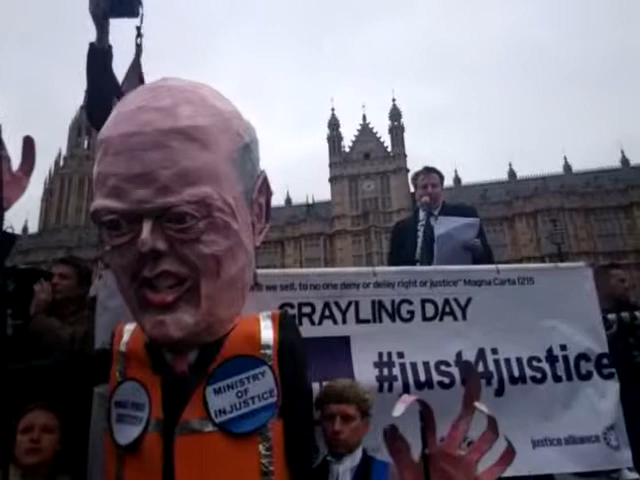 we sell, to no one deny or delay right or justice" Magna Carta 1215
GRAYLING DAY
#just4justice
justice alliance
MINISTRY
OF
INJUSTICE